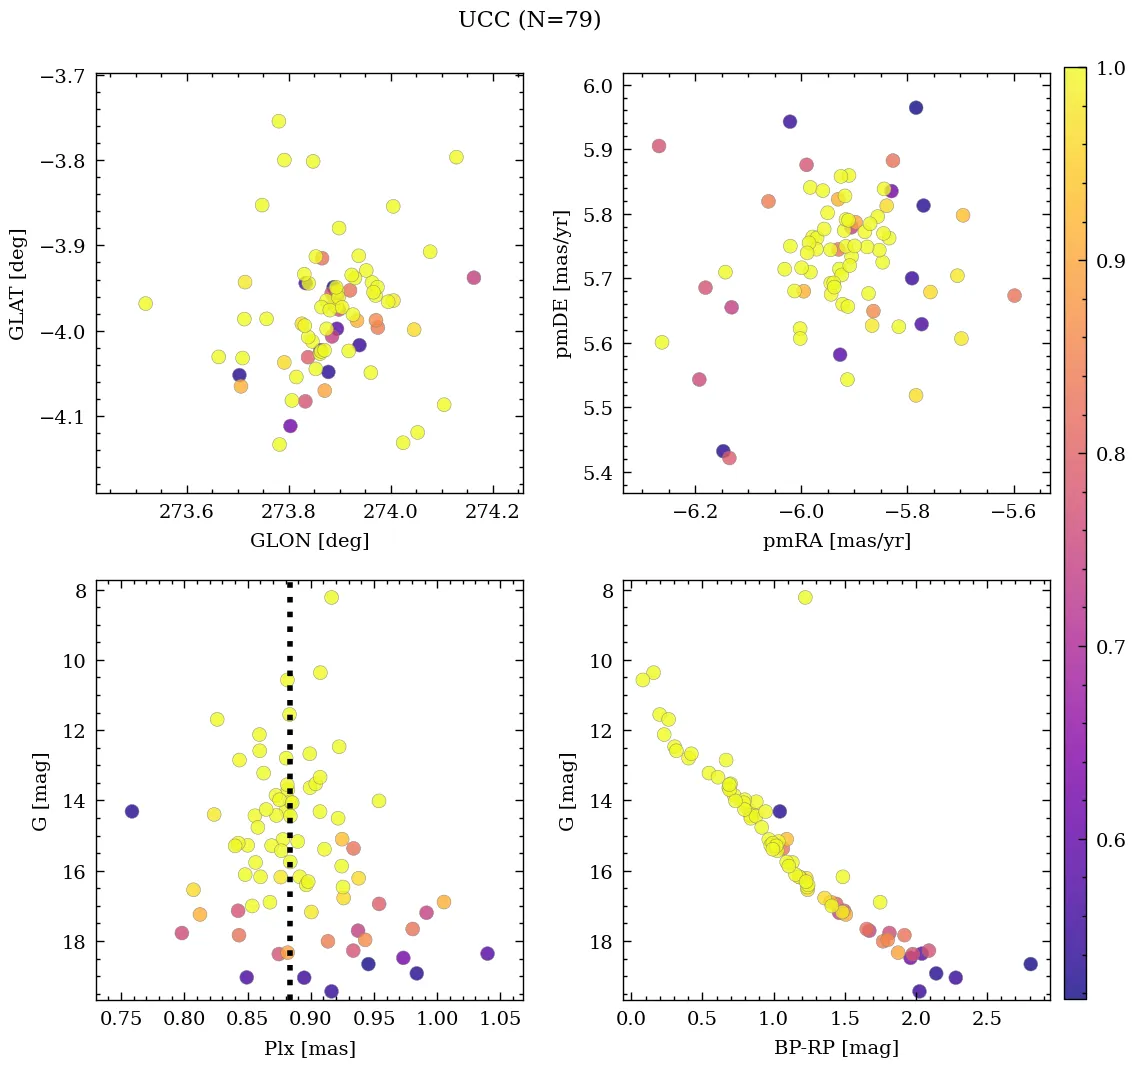 UCC (N=79)
−3.7
−3.8
−3.9
−4.0
−4.1
GLAT [deg]
273.6 273.8 274.0 274.2
GLON [deg]
6.0
5.9
5.8
5.7
5.6
5.5
5.4
pmDE [mas/yr]
−6.2 −6.0 −5.8 −5.6
pmRA [mas/yr]
8
10
12
14
16
18
G [mag]
0.75 0.80 0.85 0.90 0.95 1.00 1.05
Plx [mas]
8
10
12
14
16
18
G [mag]
0.0 0.5 1.0 1.5 2.0 2.5
BP-RP [mag]
1.0
0.9
0.8
0.7
0.6